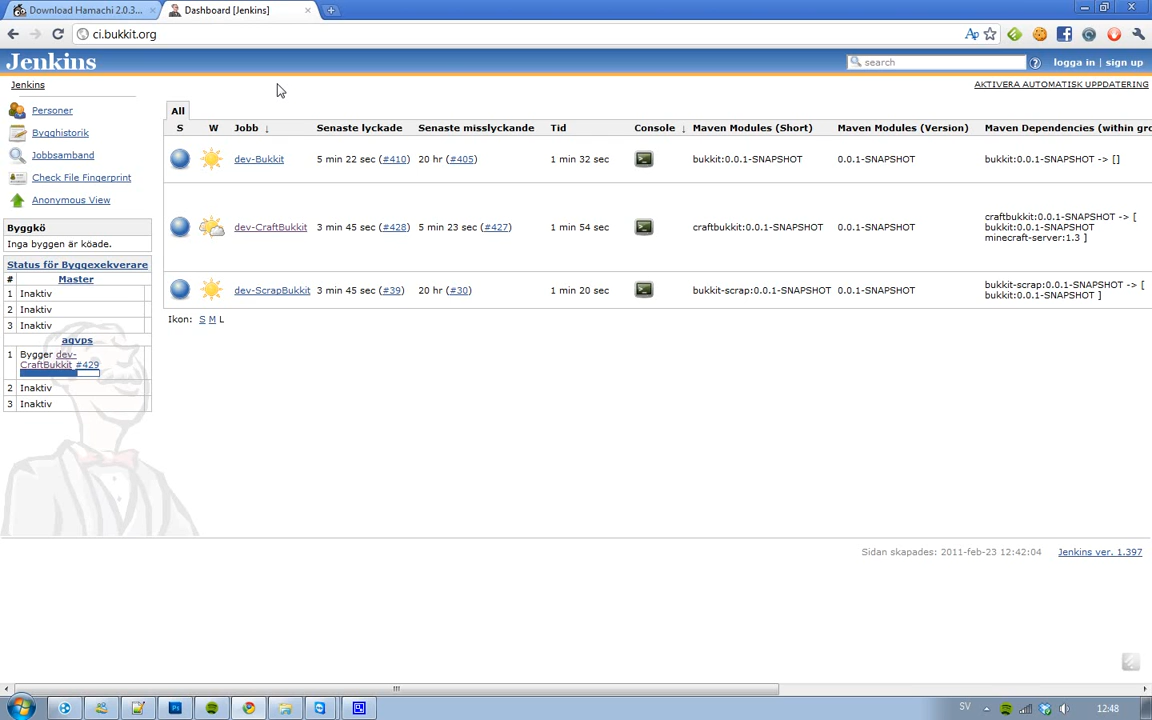 Download Hamachi 2.0.3...
Dashboard [Jenkins]
ci.bukkit.org
Jenkins
search
logga in | sign up
Jenkins
AKTIVERA AUTOMATISK UPPDATERING
Personer
Bygghistorik
Jobbsamband
Check File Fingerprint
Anonymous View
Byggkö
Inga byggen är köade.
Status för Byggexekverare
# Master
1 Inaktiv
2 Inaktiv
3 Inaktiv
agvps
1 Bygger dev-
CraftBukkit #429
2 Inaktiv
3 Inaktiv
All
S W Jobb ↓ Senaste lyckade Senaste misslyckande Tid Console ↓ Maven Modules (Short) Maven Modules (Version) Maven Dependencies (within gro
dev-Bukkit 5 min 22 sec (#410) 20 hr (#405) 1 min 32 sec bukkit:0.0.1-SNAPSHOT 0.0.1-SNAPSHOT bukkit:0.0.1-SNAPSHOT -> []
dev-CraftBukkit 3 min 45 sec (#428) 5 min 23 sec (#427) 1 min 54 sec craftbukkit:0.0.1-SNAPSHOT 0.0.1-SNAPSHOT craftbukkit:0.0.1-SNAPSHOT -> [
bukkit:0.0.1-SNAPSHOT
minecraft-server:1.3 ]
dev-ScrapBukkit 3 min 45 sec (#39) 20 hr (#30) 1 min 20 sec bukkit-scrap:0.0.1-SNAPSHOT 0.0.1-SNAPSHOT bukkit-scrap:0.0.1-SNAPSHOT -> [
bukkit:0.0.1-SNAPSHOT ]
Ikon: S M L
Sidan skapades: 2011-feb-23 12:42:04 Jenkins ver. 1.397
SV
12:48